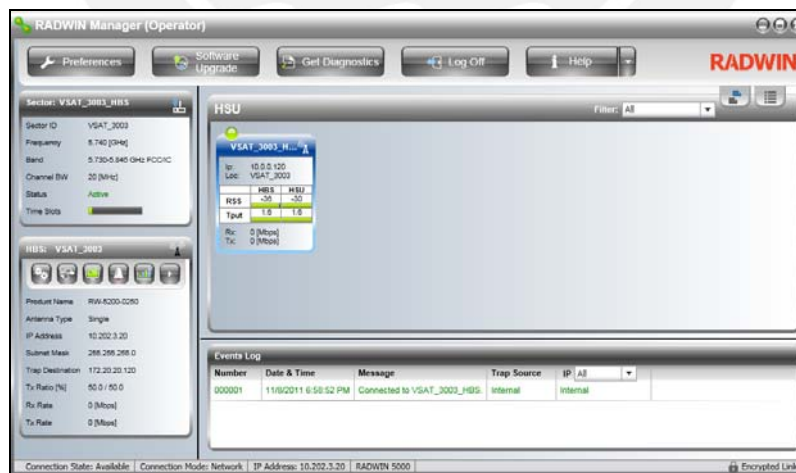 RADWIN Manager (Operator)
Preferences
Software Upgrade
Get Diagnostics
Log Off
Help
RADWIN
Sector: VSAT_3003_HBS
Sector ID VSAT_3003
Frequency 5.740 [GHz]
Band 5.730-5.845 GHz FCC/IC
Channel BW 20 [MHz]
Status Active
Time Slots
HSU
Filter: All
VSAT_3003_H...
Ip: 10.0.0.120
Loc: VSAT_3003
HBS HSU
RSS -30
Tput 1.0 1.0
Rx: 0 [Mbps]
Tx: 0 [Mbps]
HBS: VSAT_3003
Product Name RW-5200-0250
Antenna Type Single
IP Address 10.202.3.20
Subnet Mask
Trap Destination 172.20.20.120
Tx Ratio [%] 50.0 / 50.0
Rx Rate 0 [Mbps]
Tx Rate 0 [Mbps]
Events Log
Number Date & Time Message Trap Source IP All
000001 11/8/2011 6:58:52 PM Connected to VSAT_3003_HBS. Internal Internal
Connection State: Available Connection Mode: Network IP Address: 10.202.3.20 RADWIN 5000 Encrypted Link